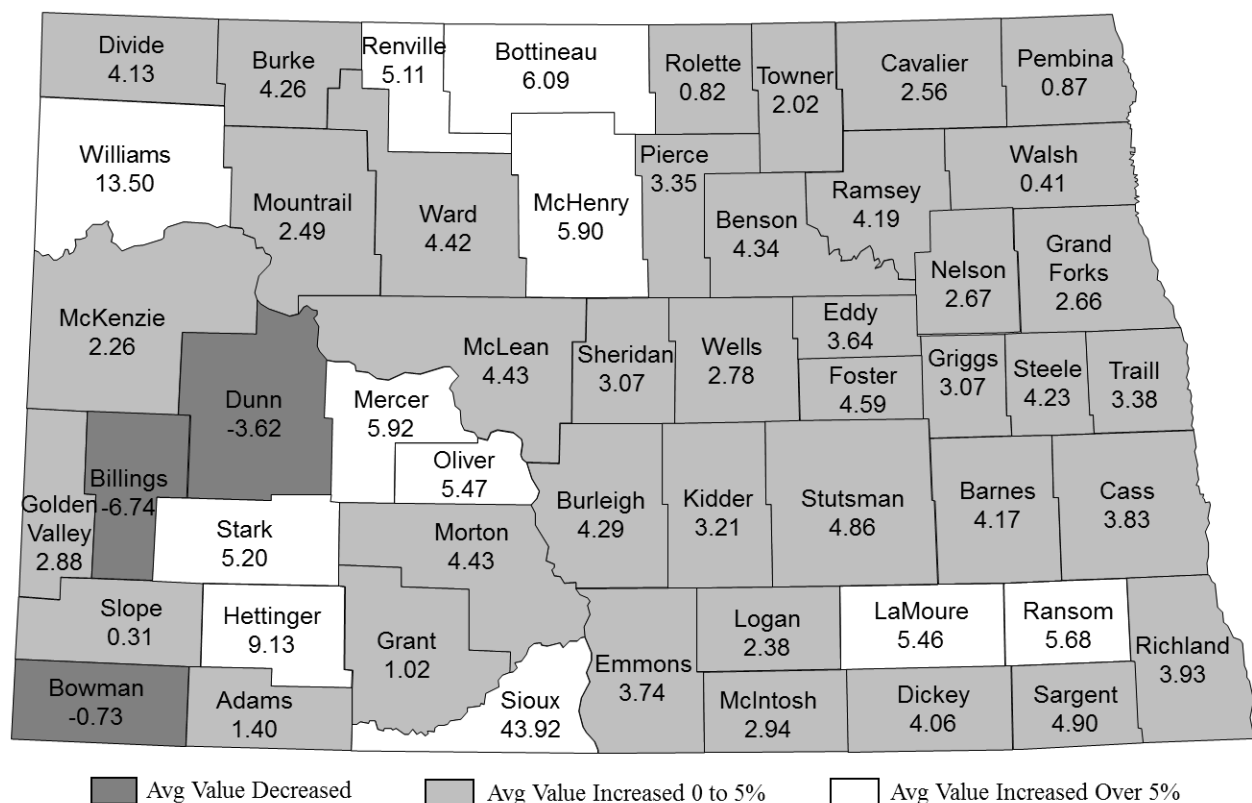 Divide
4.13
Burke
4.26
Renville
5.11
Bottineau
6.09
Rolette
0.82
Towner
2.02
Cavalier
2.56
Pembina
0.87
Williams
13.50
Mountrail
2.49
Ward
4.42
McHenry
5.90
Pierce
3.35
Benson
4.34
Ramsey
4.19
Walsh
0.41
Nelson
2.67
Grand
Forks
2.66
McKenzie
2.26
Dunn
-3.62
McLean
4.43
Sheridan
3.07
Wells
2.78
Eddy
3.64
Foster
4.59
Griggs
3.07
Steele
4.23
Traill
3.38
Mercer
5.92
Oliver
5.47
Golden
Valley
2.88
Billings
-6.74
Stark
5.20
Morton
4.43
Burleigh
4.29
Kidder
3.21
Stutsman
4.86
Barnes
4.17
Cass
3.83
Slope
0.31
Hettinger
9.13
Grant
1.02
Emmons
3.74
Logan
2.38
LaMoure
5.46
Ransom
5.68
Richland
3.93
Bowman
-0.73
Adams
1.40
Sioux
43.92
McIntosh
2.94
Dickey
4.06
Sargent
4.90
Avg Value Decreased
Avg Value Increased 0 to 5%
Avg Value Increased Over 5%